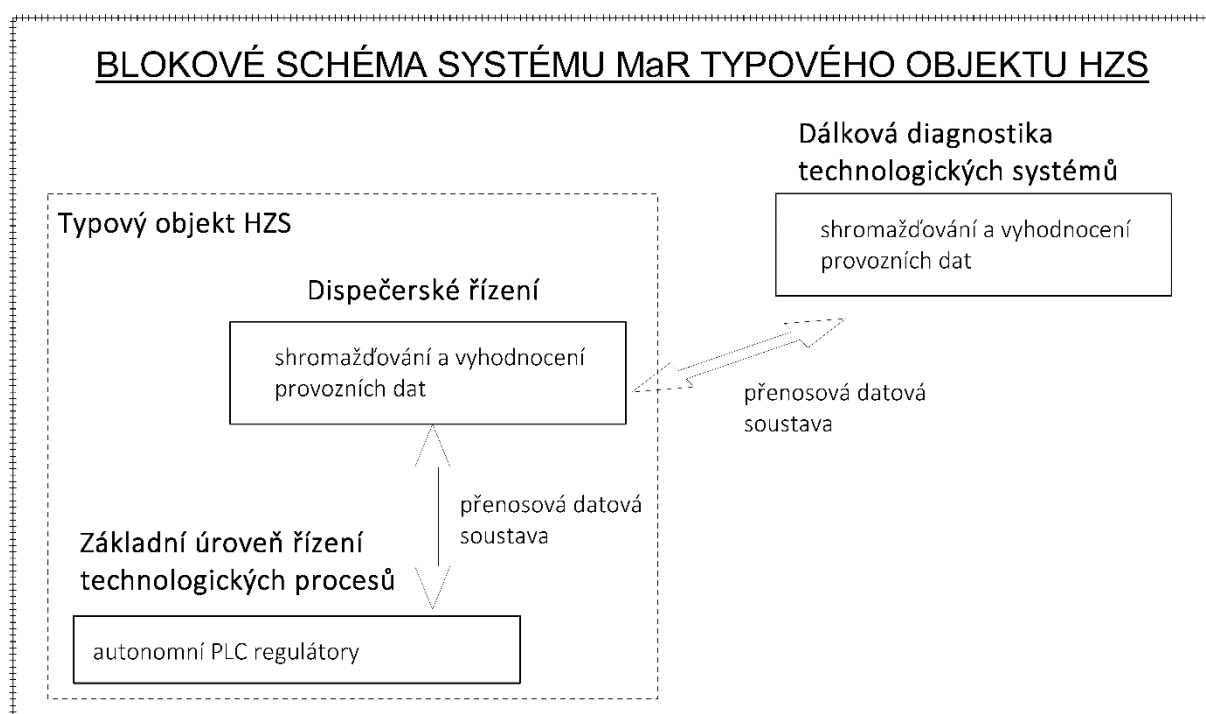 BLOKOVÉ SCHÉMA SYSTÉMU MaR TYPOVÉHO OBJEKTU HZS
Dálková diagnostika
technologických systémů
shromažďování a vyhodnocení
provozních dat
Typový objekt HZS
Dispečerské řízení
shromažďování a vyhodnocení
provozních dat
přenosová datová
soustava
přenosová datová
soustava
Základní úroveň řízení
technologických procesů
autonomní PLC regulátory